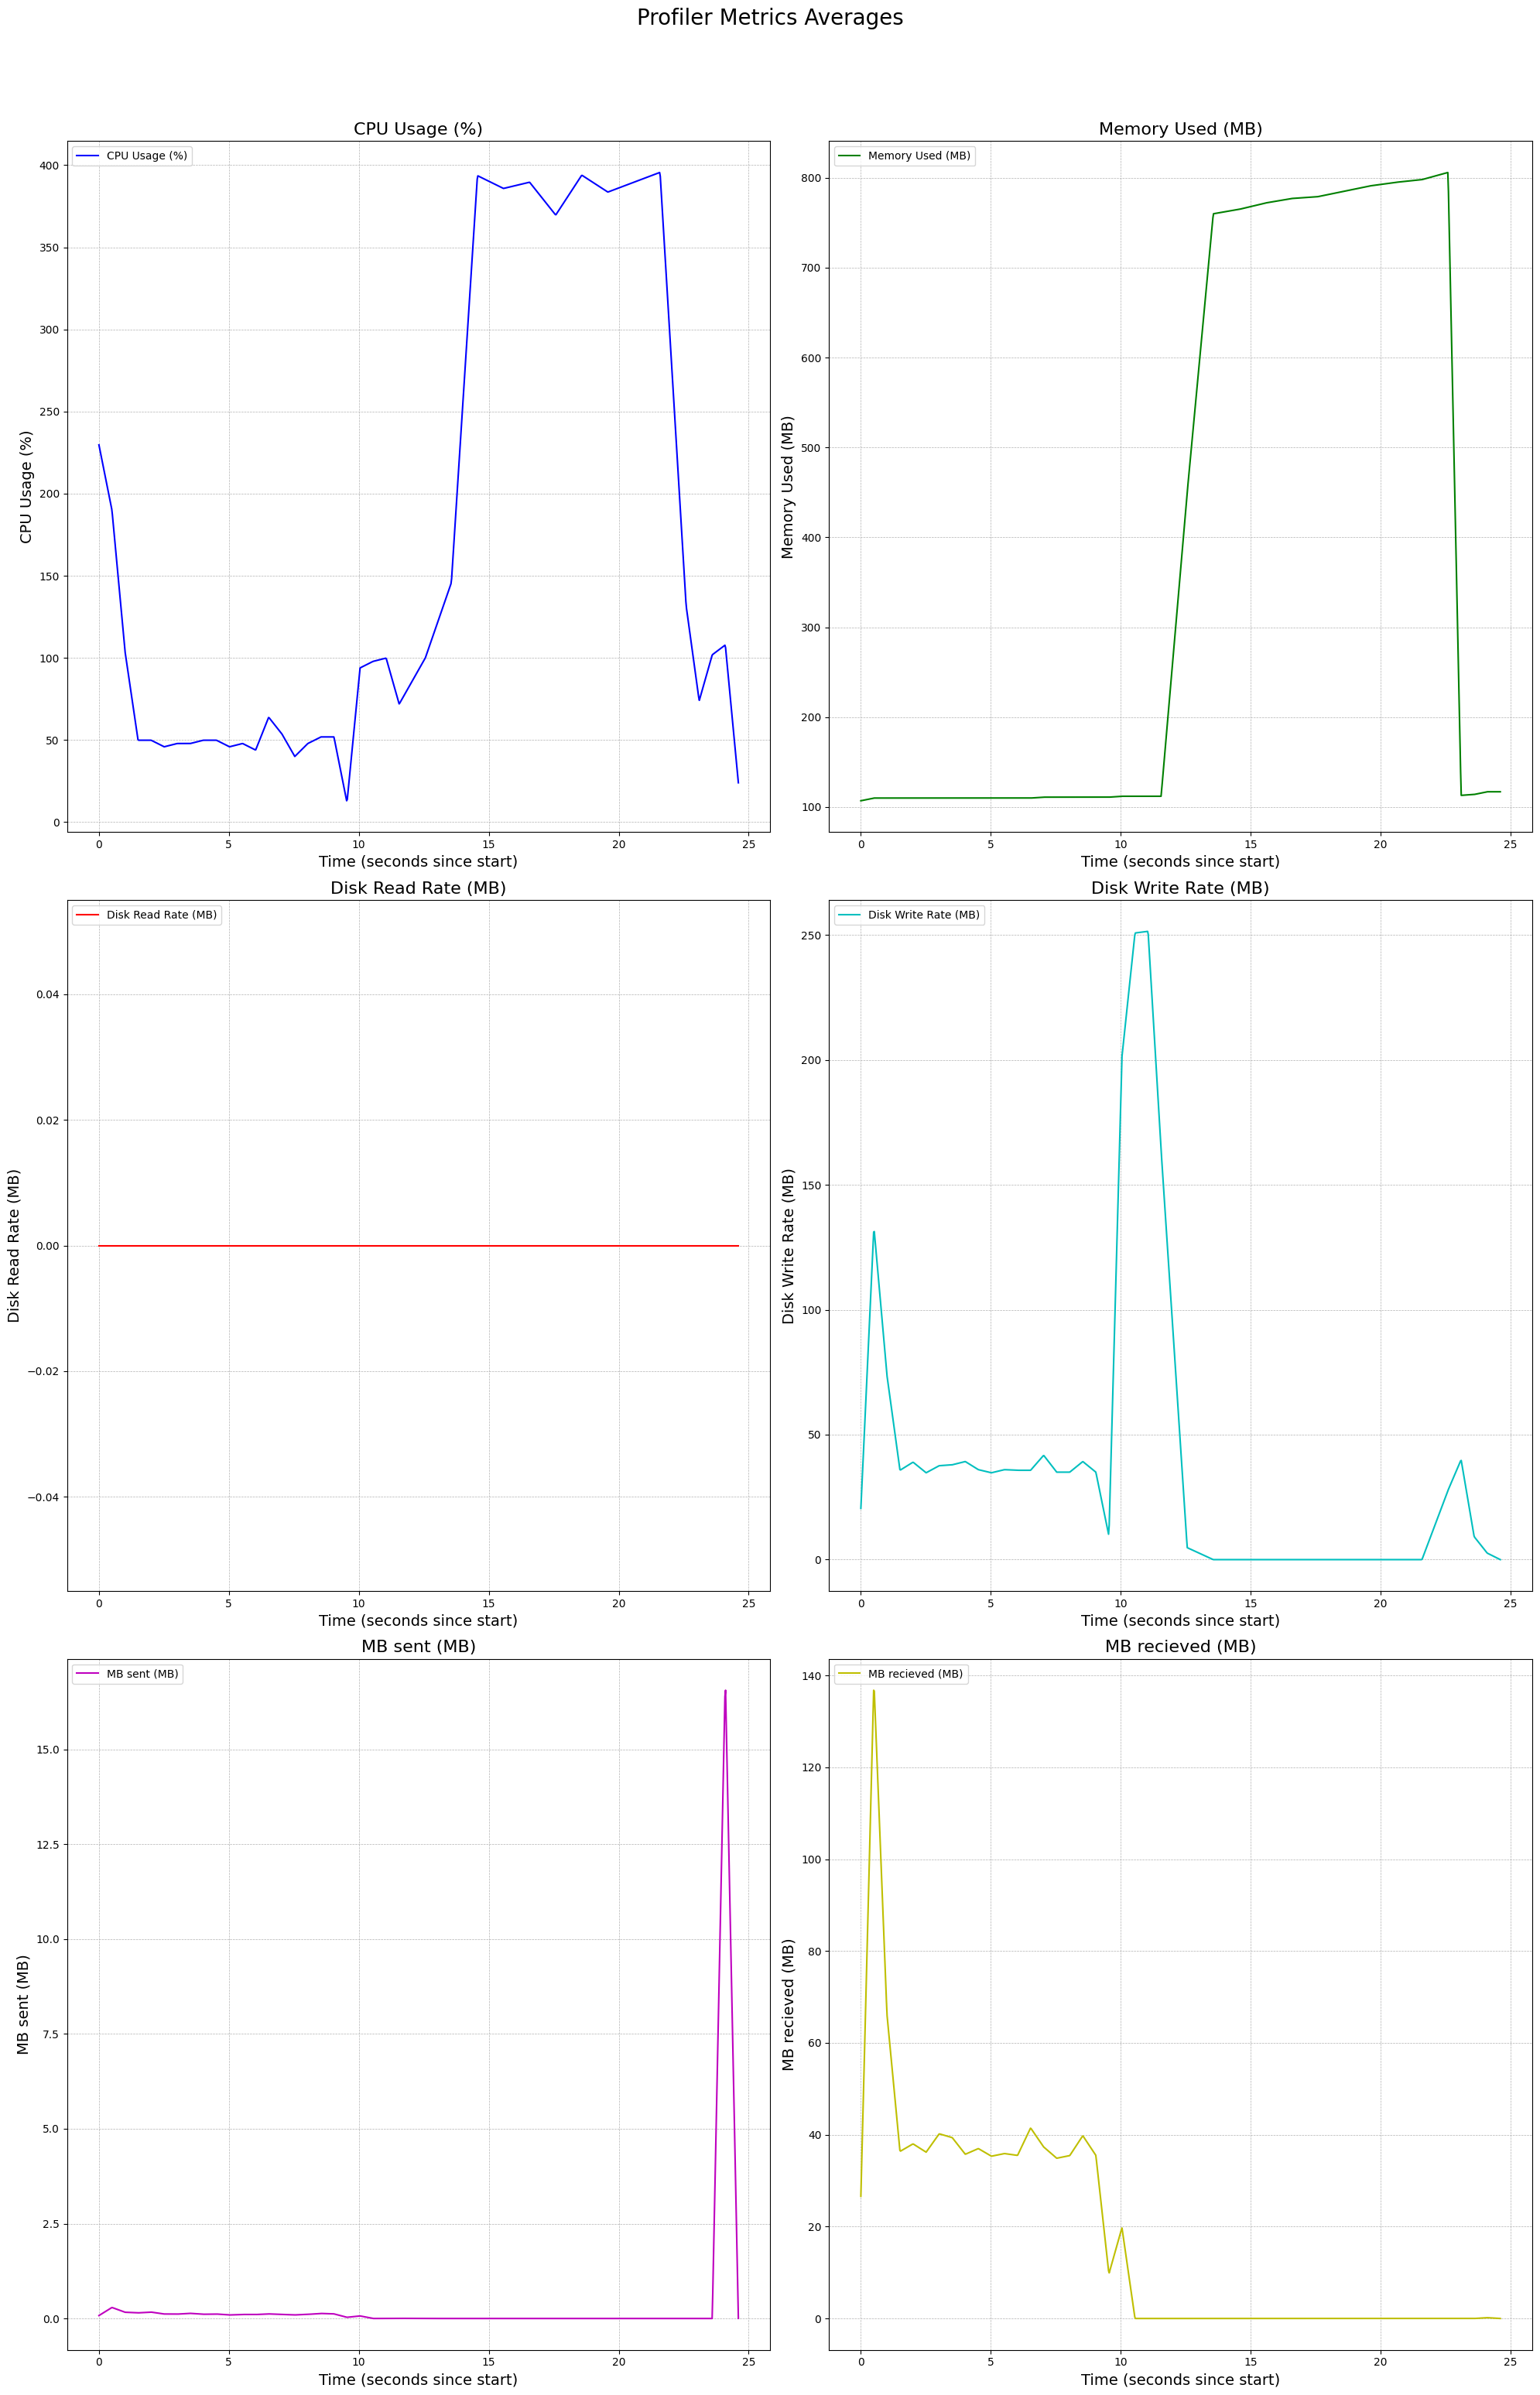 Profiler Metrics Averages
CPU Usage (%)
CPU Usage (%)
CPU Usage (%)
400
350
300
250
200
150
100
50
0
0 5 10 15 20 25
Time (seconds since start)
Memory Used (MB)
Memory Used (MB)
Memory Used (MB)
800
700
600
500
400
300
200
100
0 5 10 15 20 25
Time (seconds since start)
Disk Read Rate (MB)
Disk Read Rate (MB)
Disk Read Rate (MB)
0.04
0.02
0.00
−0.02
−0.04
0 5 10 15 20 25
Time (seconds since start)
Disk Write Rate (MB)
Disk Write Rate (MB)
Disk Write Rate (MB)
250
200
150
100
50
0
0 5 10 15 20 25
Time (seconds since start)
MB sent (MB)
MB sent (MB)
MB sent (MB)
15.0
12.5
10.0
7.5
5.0
2.5
0.0
0 5 10 15 20 25
Time (seconds since start)
MB recieved (MB)
MB recieved (MB)
MB recieved (MB)
140
120
100
80
60
40
20
0
0 5 10 15 20 25
Time (seconds since start)